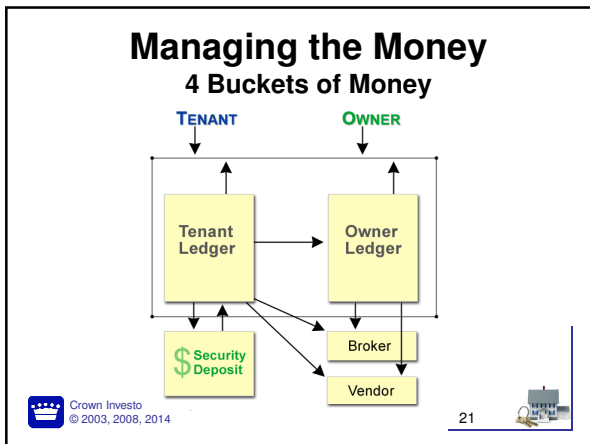 Managing the Money
4 Buckets of Money
TENANT
OWNER
Tenant
Ledger
Owner
Ledger
$ Security
Deposit
Broker
Vendor
Crown Investo
© 2003, 2008, 2014
21